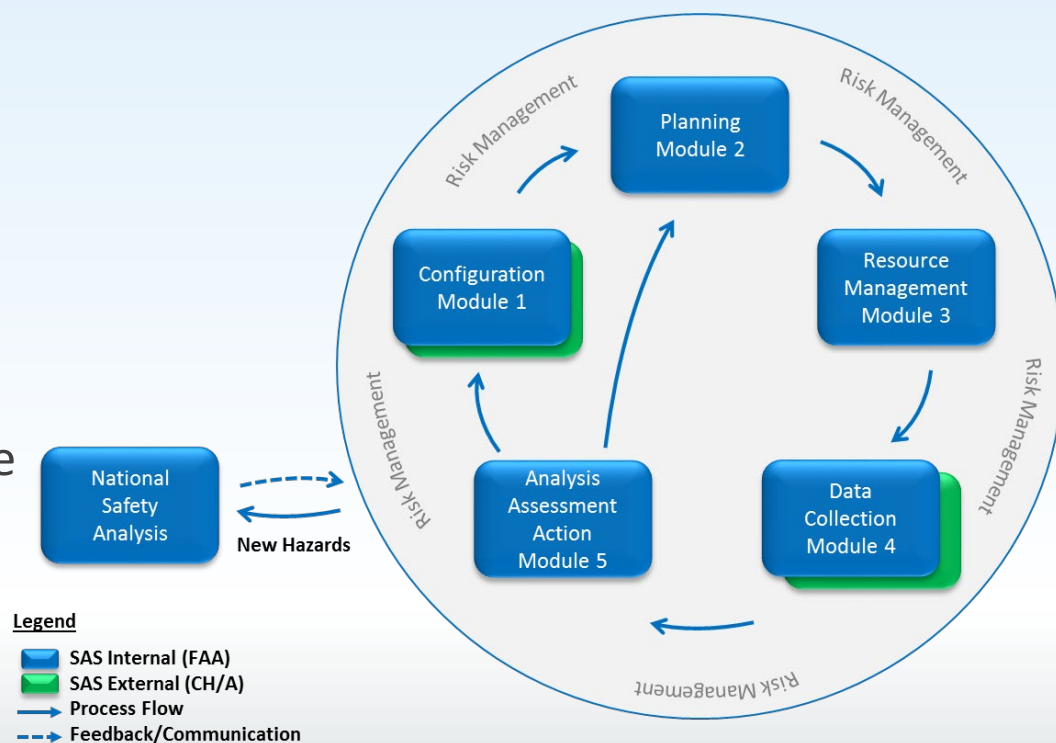 Risk Management
Risk Management
Planning
Module 2
Configuration
Module 1
Resource
Management
Module 3
Risk Management
Risk Management
e
National
Safety
Analysis
New Hazards
Analysis
Assessment
Action
Module 5
Data
Collection
Module 4
Risk Management
Legend
SAS Internal (FAA)
SAS External (CH/A)
Process Flow
Feedback/Communication